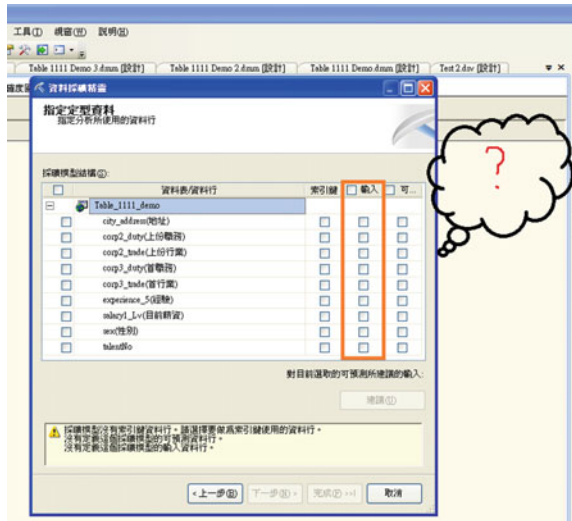 工具(T) 視窗(W) 說明(H)
Table 1111 Demo 3.dmm [設計] Table 1111 Demo 2.dmm [設計] Table 1111 Demo.dmm [設計] Test 2.dsv [設計]
資料採礦精靈
指定定型資料
指定分析所使用的資料行
?
採礦模型結構(S):
資料表/資料行 索引鍵 輸入 可...
Table_1111_demo
city_address(地址)
corp2_duty(上份職務)
corp2_trade(上份行業)
corp3_duty(首職務)
corp3_trade(首行業)
experience_5(經驗)
salary1_Lv(目前薪資)
sex(性別)
talentNo
對目前選取的可預測所建議的輸入:
建議(U)
採礦模型沒有索引鍵資料行。請選擇要做為索引鍵使用的資料行。
沒有定義這個採礦模型的可預測資料行。
沒有定義這個採礦模型的輸入資料行。
<上一步(B) 下一步(N)> 完成(F) >>| 取消